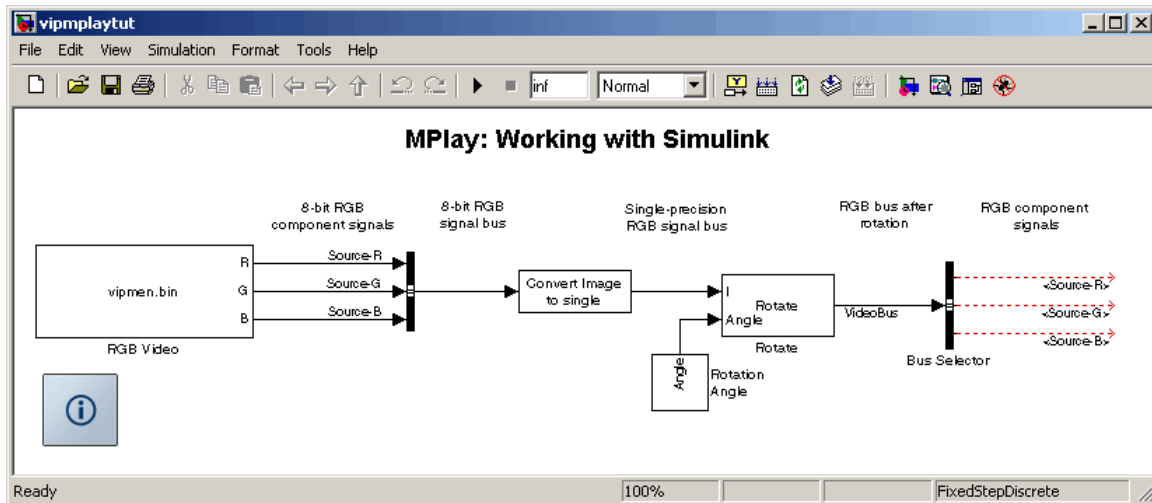 vipmplaytut
File Edit View Simulation Format Tools Help
inf Normal
MPlay: Working with Simulink
8-bit RGB
component signals
8-bit RGB
signal bus
Single-precision
RGB signal bus
RGB bus after
rotation
RGB component
signals
vipmen.bin
R
G
B
RGB Video
Source-R
Source-G
Source-B
Convert Image
to single
I
Rotate
Angle
Rotate
Angle
Rotation
Angle
VideoBus
Bus Selector
<Source-R>
<Source-G>
<Source-B>
Ready 100% FixedStepDiscrete